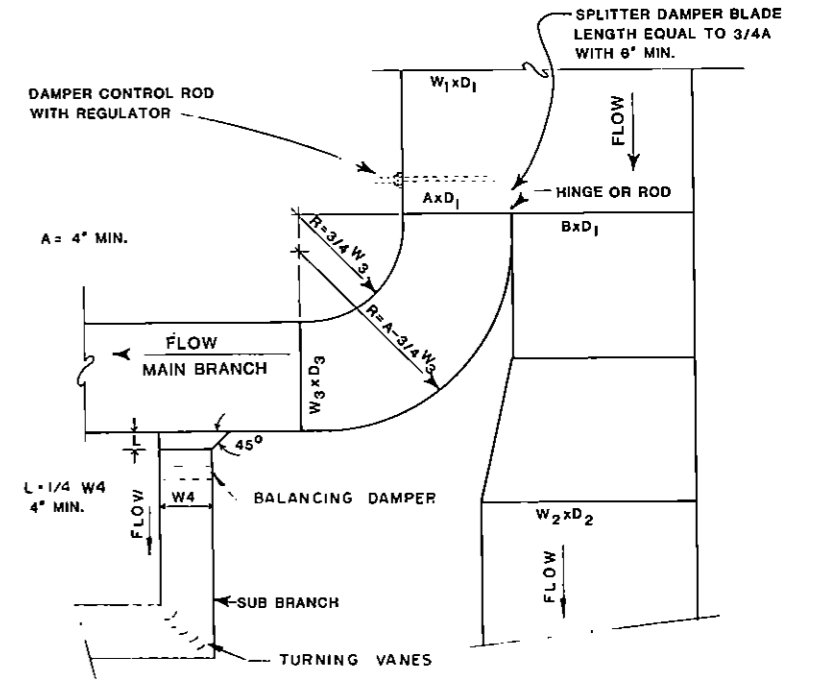 SPLITTER DAMPER BLADE
LENGTH EQUAL TO 3/4A
WITH 6" MIN.
W1xD1
DAMPER CONTROL ROD
WITH REGULATOR
FLOW
AxD1
HINGE OR ROD
BxD1
A= 4" MIN.
R=3/4 W3
R=A-3/4 W3
FLOW
MAIN BRANCH
W3xD3
L
45°
L=1/4 W4
4" MIN.
FLOW
W4
BALANCING DAMPER
W2xD2
FLOW
SUB BRANCH
TURNING VANES